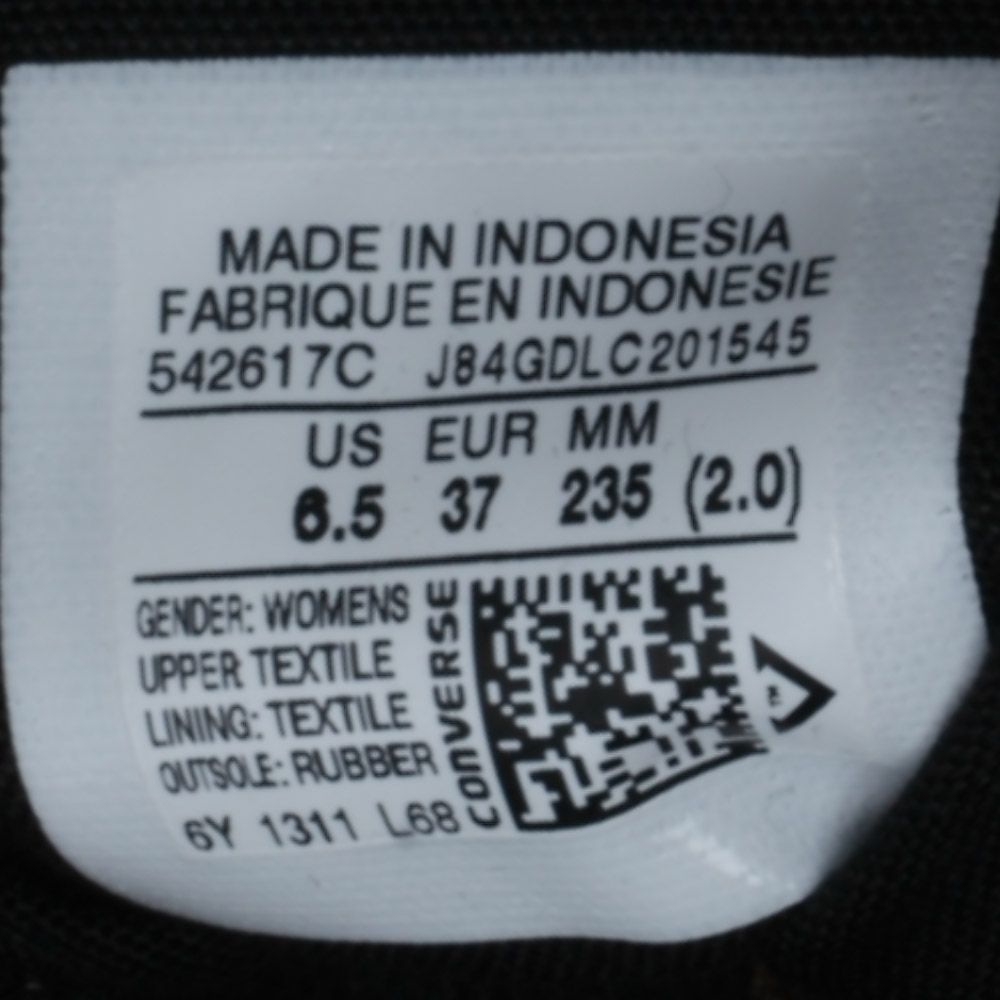 MADE IN INDONESIA
FABRIQUE EN INDONESIE
542617C J84GDLC201545
US EUR MM
6.5 37 235 (2.0)
GENDER: WOMENS
UPPER TEXTILE
LINING: TEXTILE
OUTSOLE: RUBBER
6Y 1311 L68
CONVERSE
TM